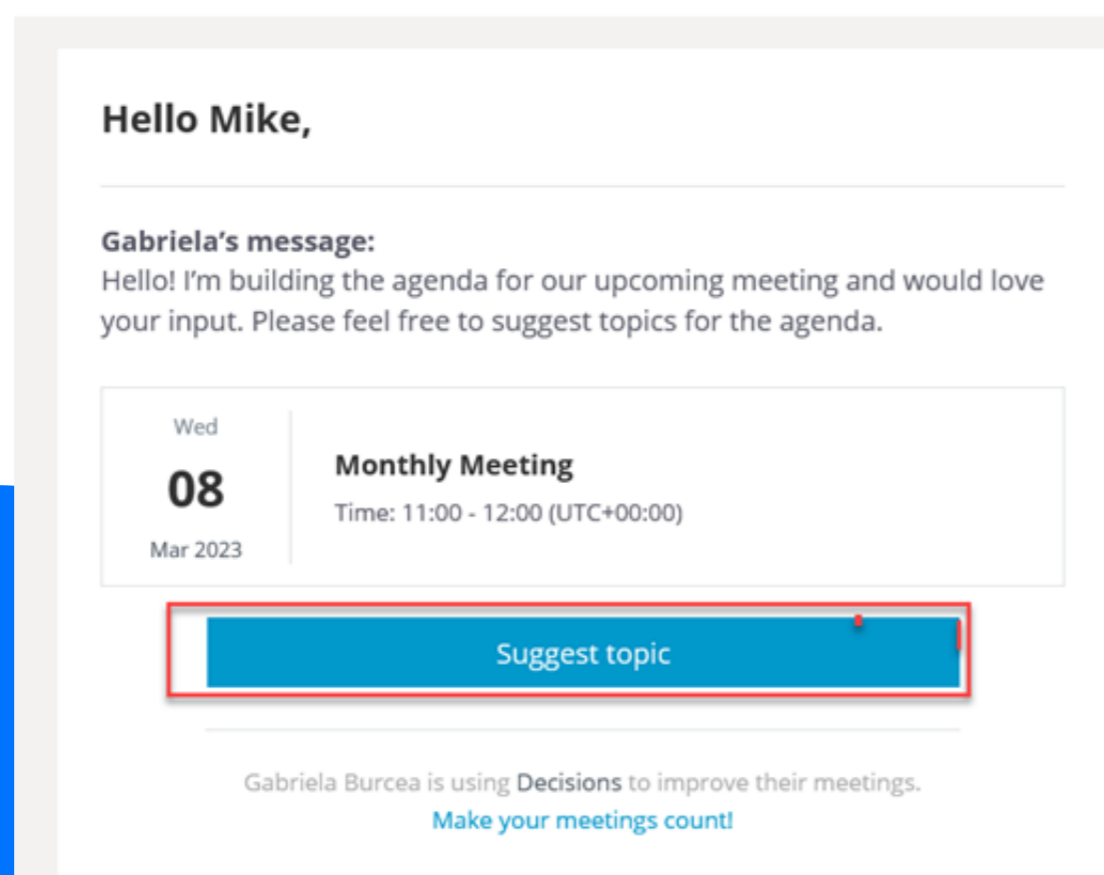 Hello Mike,
Gabriela’s message:
Hello! I’m building the agenda for our upcoming meeting and would love
your input. Please feel free to suggest topics for the agenda.
Wed
08
Mar 2023
Monthly Meeting
Time: 11:00 - 12:00 (UTC+00:00)
Suggest topic
Gabriela Burcea is using Decisions to improve their meetings.
Make your meetings count!